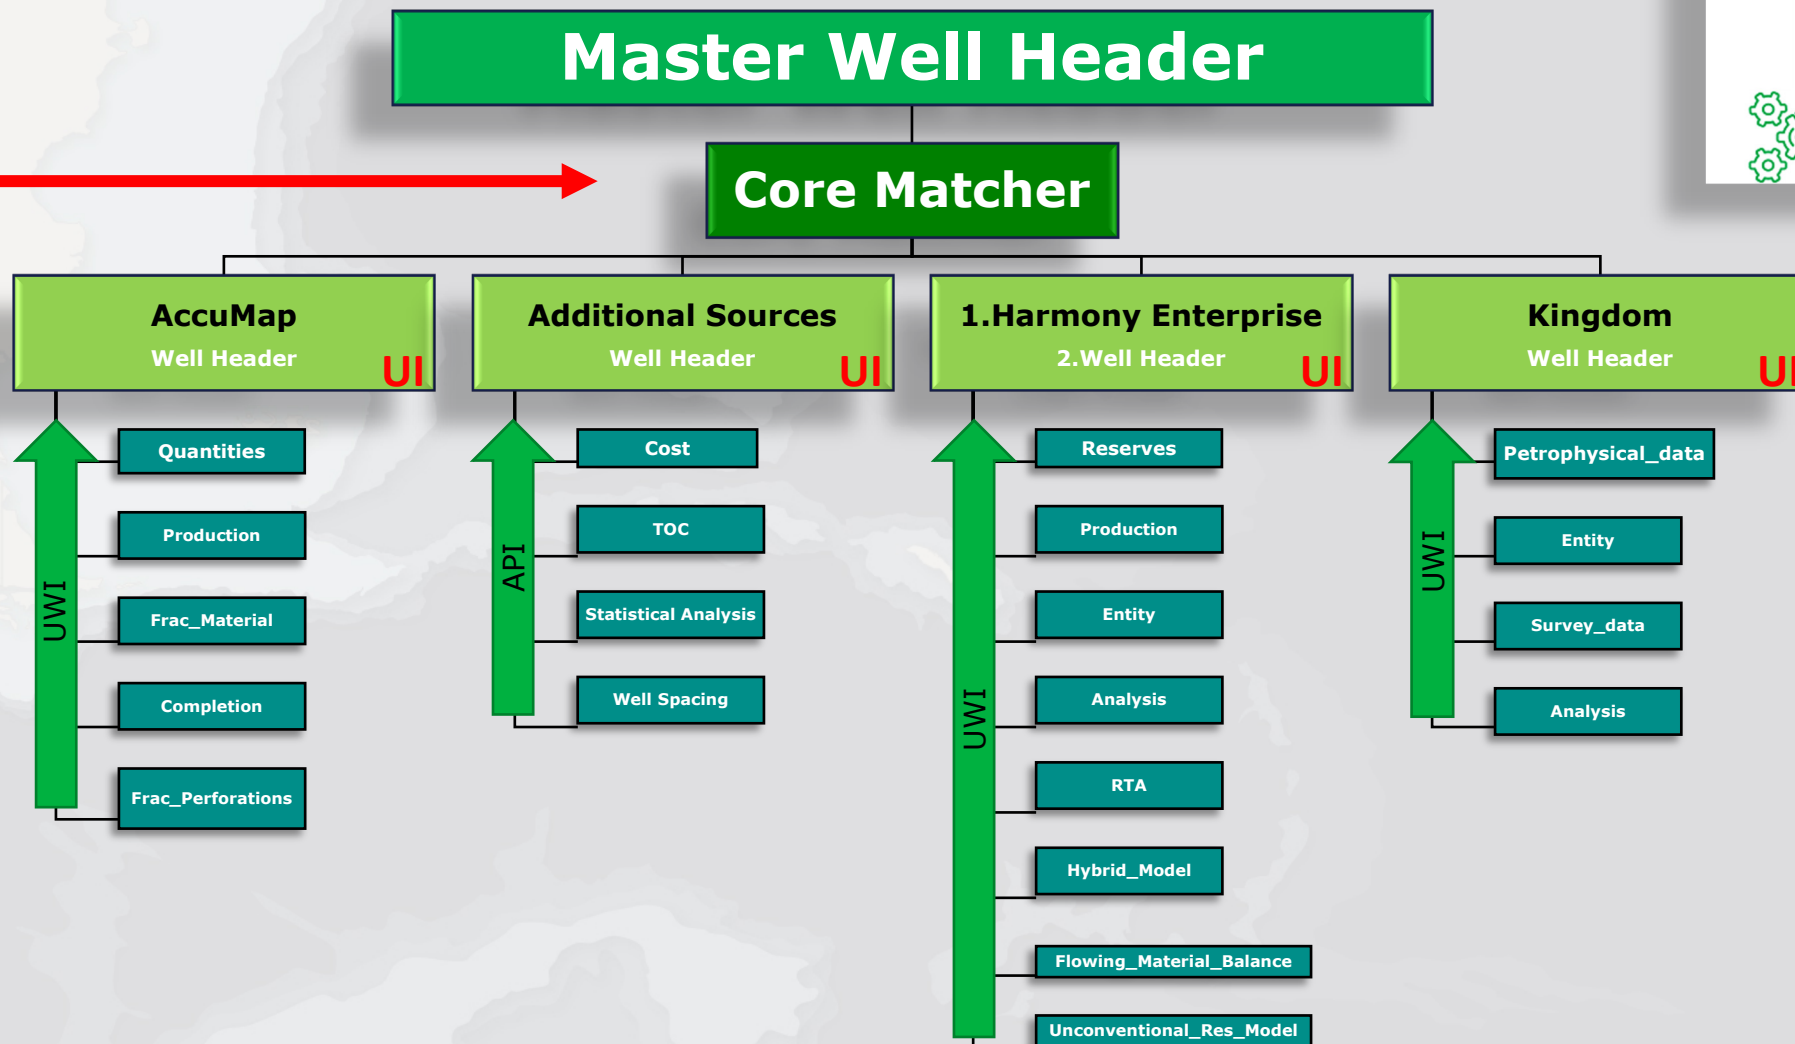 Master Well Header
Core Matcher
AccuMap
Well Header
UI
Additional Sources
Well Header
UI
1.Harmony Enterprise
2.Well Header
UI
Kingdom
Well Header
UI
UWI
Quantities
Production
Frac_Material
Completion
Frac_Perforations
API
Cost
TOC
Statistical Analysis
Well Spacing
UWI
Reserves
Production
Entity
Analysis
RTA
Hybrid_Model
Flowing_Material_Balance
Unconventional_Res_Model
UWI
Petrophysical_data
Entity
Survey_data
Analysis